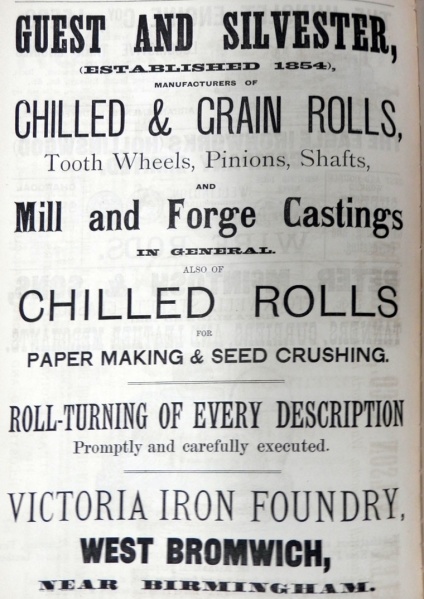 GUEST AND SILVESTER,
(ESTABLISHED 1854),
MANUFACTURERS OF
CHILLED & GRAIN ROLLS,
Tooth Wheels, Pinions, Shafts,
AND
Mill and Forge Castings
IN GENERAL.
ALSO OF
CHILLED ROLLS
FOR
PAPER MAKING & SEED CRUSHING.
ROLL-TURNING OF EVERY DESCRIPTION
Promptly and carefully executed.
VICTORIA IRON FOUNDRY,
WEST BROMWICH,
NEAR BIRMINGHAM.